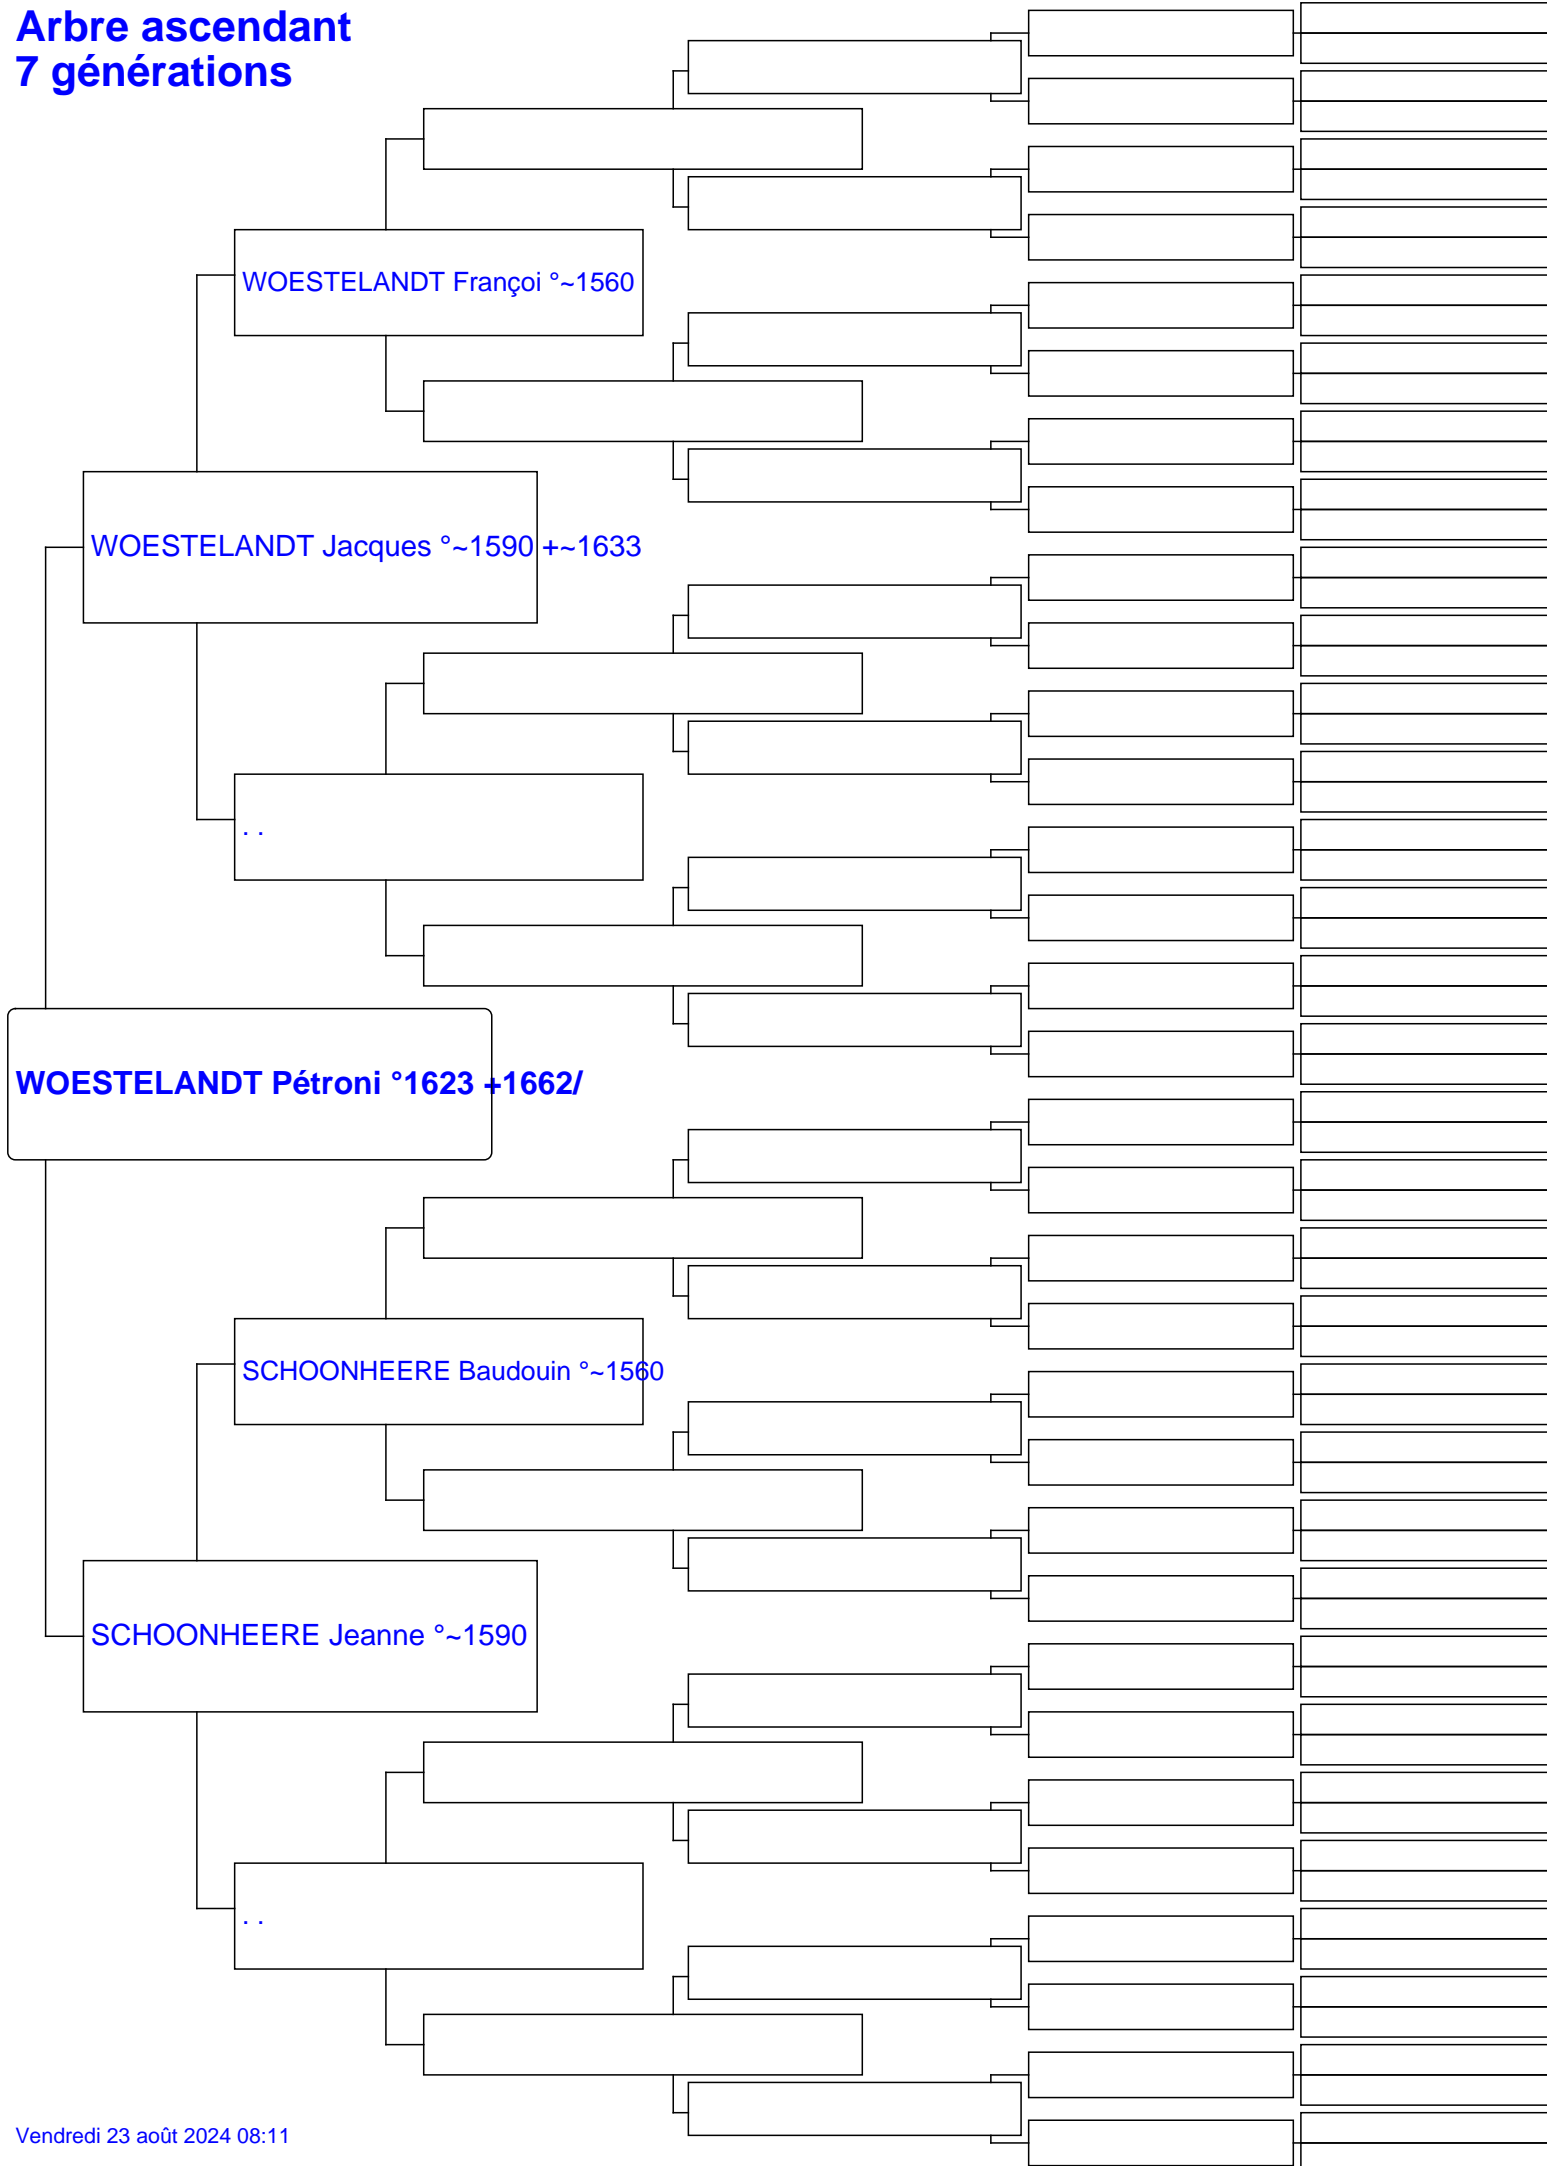 Arbre ascendant
7 générations
WOESTELANDT Françoi °~1560
WOESTELANDT Jacques °~1590 +~1633
. .
WOESTELANDT Pétroni °1623 +1662/
SCHOONHEERE Baudouin °~1560
SCHOONHEERE Jeanne °~1590
. .
Vendredi 23 août 2024 08:11